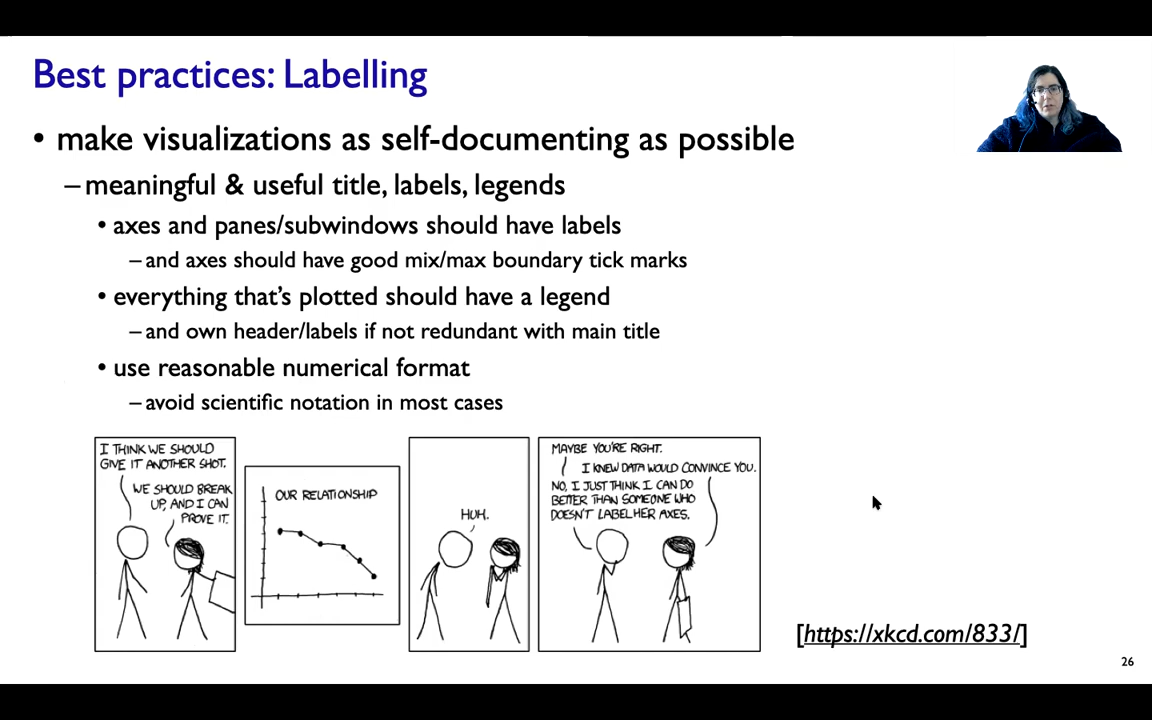 Best practices: Labelling
• make visualizations as self-documenting as possible
– meaningful & useful title, labels, legends
• axes and panes/subwindows should have labels
– and axes should have good mix/max boundary tick marks
• everything that's plotted should have a legend
– and own header/labels if not redundant with main title
• use reasonable numerical format
– avoid scientific notation in most cases
I THINK WE SHOULD
GIVE IT ANOTHER SHOT.
WE SHOULD BREAK
UP, AND I CAN
PROVE IT.
OUR RELATIONSHIP
HUH.
MAYBE YOU'RE RIGHT.
I KNEW DATA WOULD CONVINCE YOU.
NO, I JUST THINK I CAN DO
BETTER THAN SOMEONE WHO
DOESN'T LABEL HER AXES.
[https://xkcd.com/833/]
26